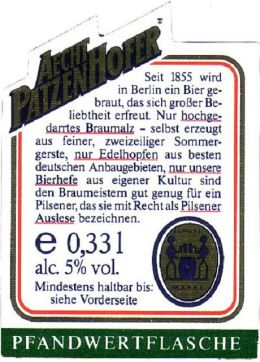 AECHT
PATZENHOFER
Seit 1855 wird
in Berlin ein Bier ge-
braut, das sich großer Be-
liebtheit erfreut. Nur hochge-
darrtes Braumalz - selbst erzeugt
aus feiner, zweizeiliger Sommer-
gerste, nur Edelhopfen aus besten
deutschen Anbaugebieten, nur unsere
Bierhefe aus eigener Kultur sind
den Braumeistern gut genug für ein
Pilsener, das sie mit Recht als Pilsener
Auslese bezeichnen.
e 0,33 l
alc. 5% vol.
Mindestens haltbar bis:
siehe Vorderseite
SCHUTZ
MARKE
PFANDWERTFLASCHE